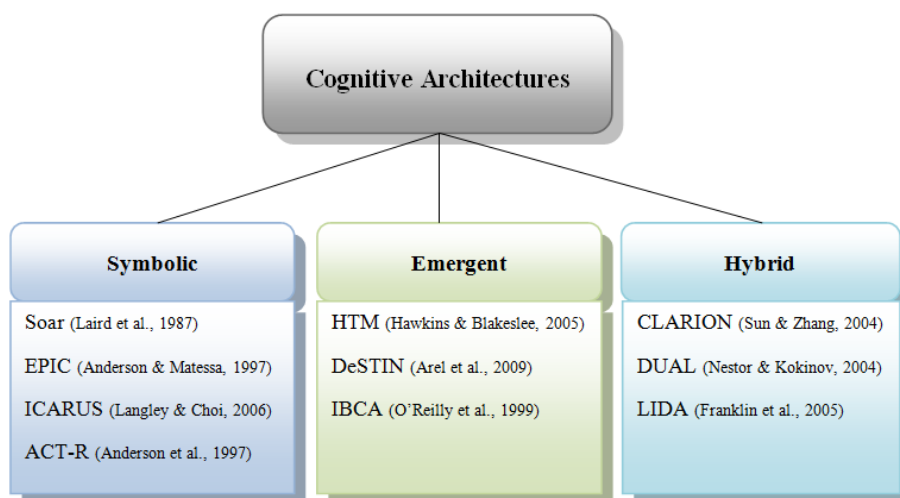 Cognitive Architectures
Symbolic
Soar (Laird et al., 1987)
EPIC (Anderson & Matessa, 1997)
ICARUS (Langley & Choi, 2006)
ACT-R (Anderson et al., 1997)
Emergent
HTM (Hawkins & Blakeslee, 2005)
DeSTIN (Arel et al., 2009)
IBCA (O’Reilly et al., 1999)
Hybrid
CLARION (Sun & Zhang, 2004)
DUAL (Nestor & Kokinov, 2004)
LIDA (Franklin et al., 2005)